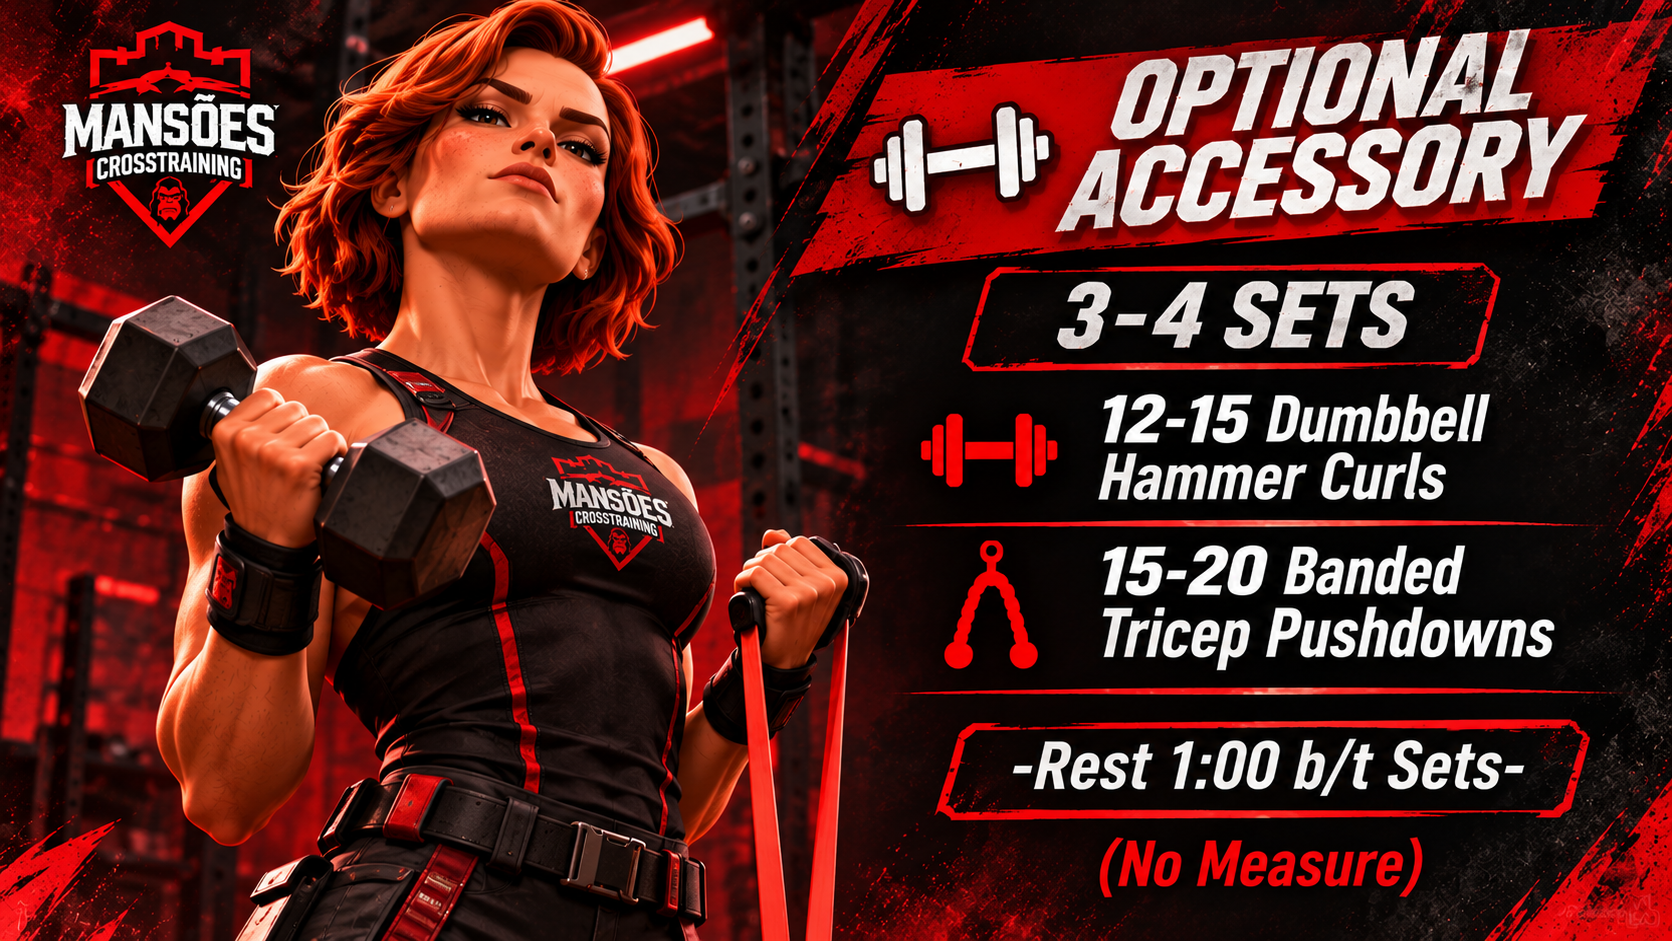 MANSÕES
CROSSTRAINING
MANSÕES
CROSSTRAINING
OPTIONAL
ACCESSORY
3-4 SETS
12-15 Dumbbell
Hammer Curls
15-20 Banded
Tricep Pushdowns
-Rest 1:00 b/t Sets-
(No Measure)